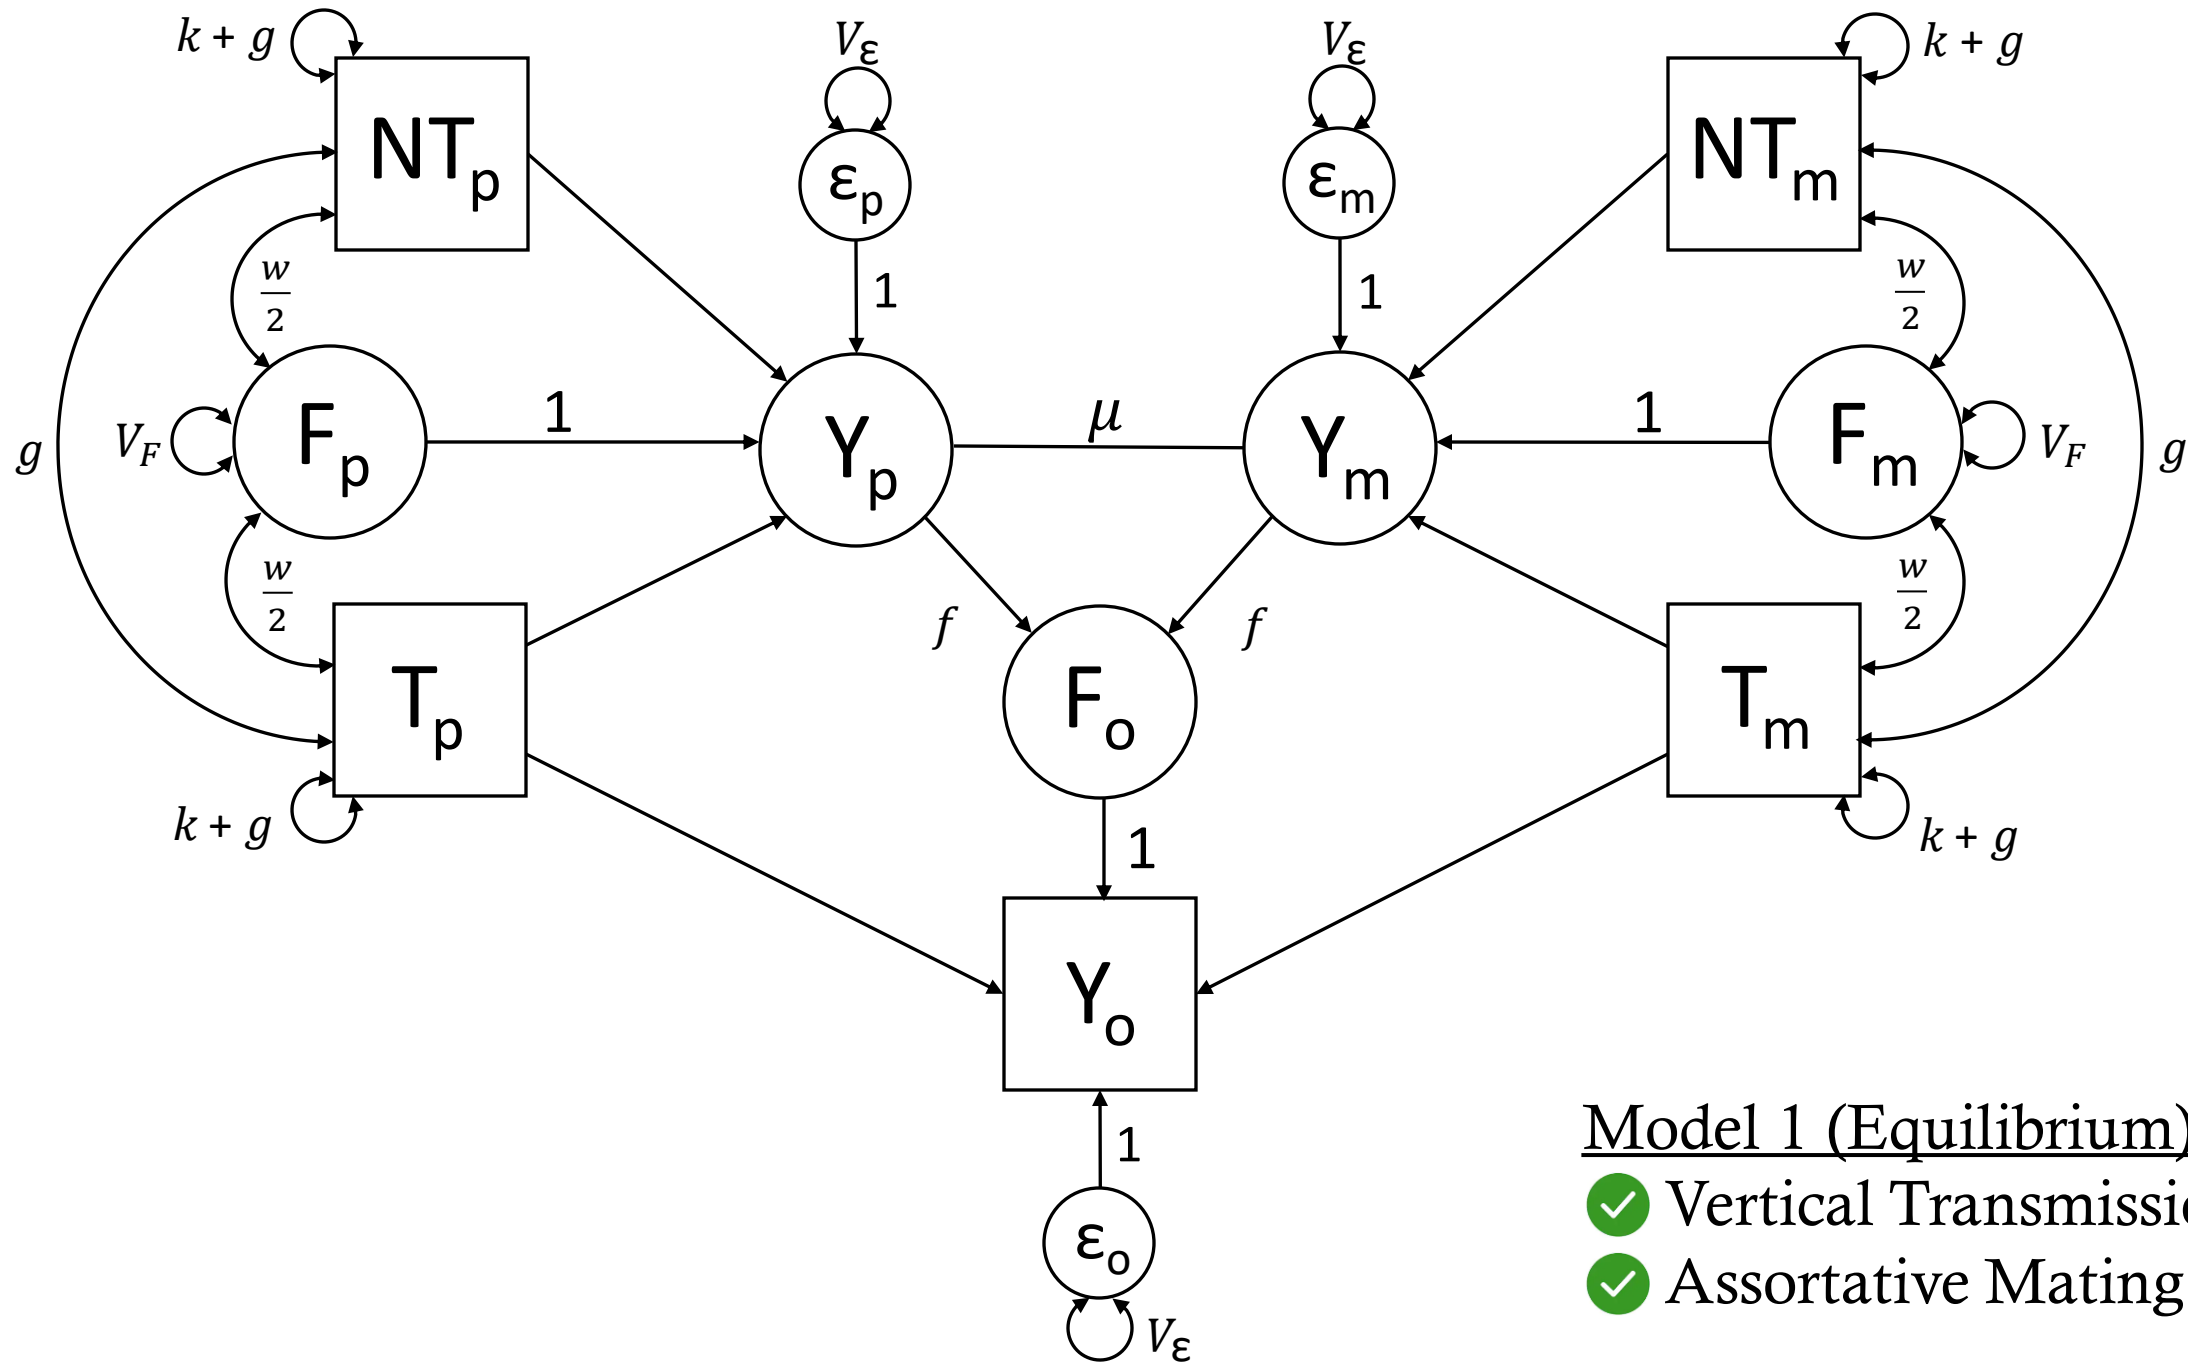 k + g
V_ε
V_ε
k + g
NT_p
ε_p
ε_m
NT_m
w/2
1
1
w/2
g
V_F
F_p
1
Y_p
μ
Y_m
1
F_m
V_F
g
w/2
f
f
w/2
T_p
F_o
T_m
k + g
1
k + g
Y_o
1
ε_o
V_ε
Model 1 (Equilibrium)
Vertical Transmissio
Assortative Mating